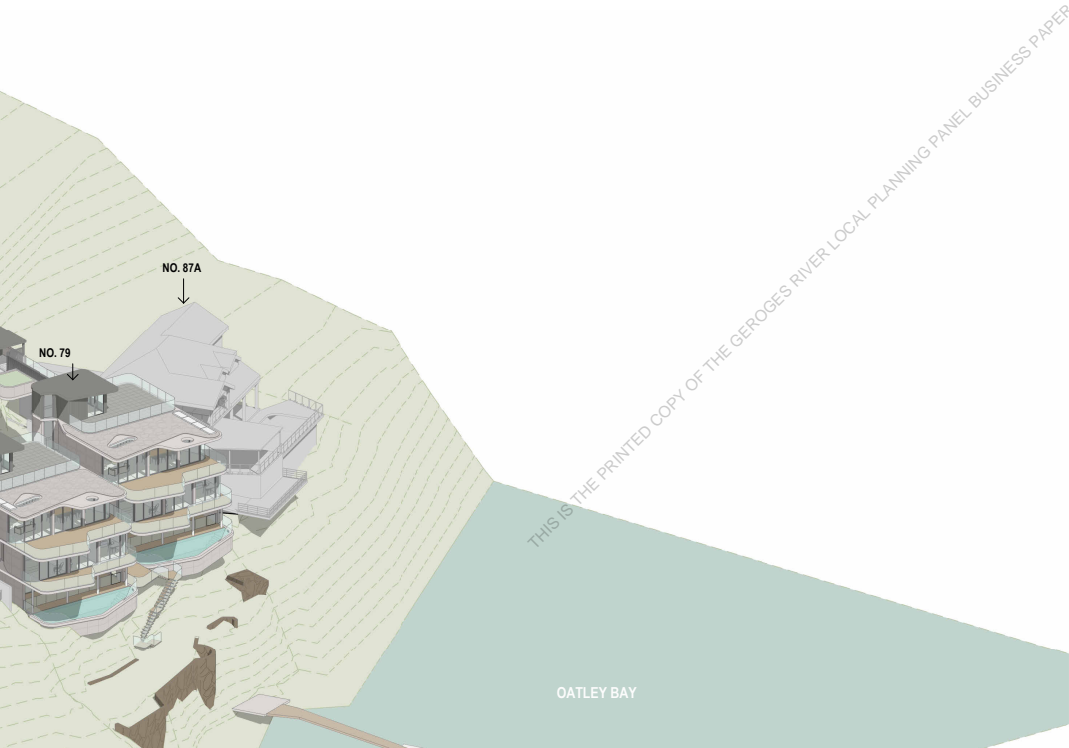 THIS IS THE PRINTED COPY OF THE GEROGES RIVER LOCAL PLANNING PANEL BUSINESS PAPER
NO. 87A
NO. 79
OATLEY BAY